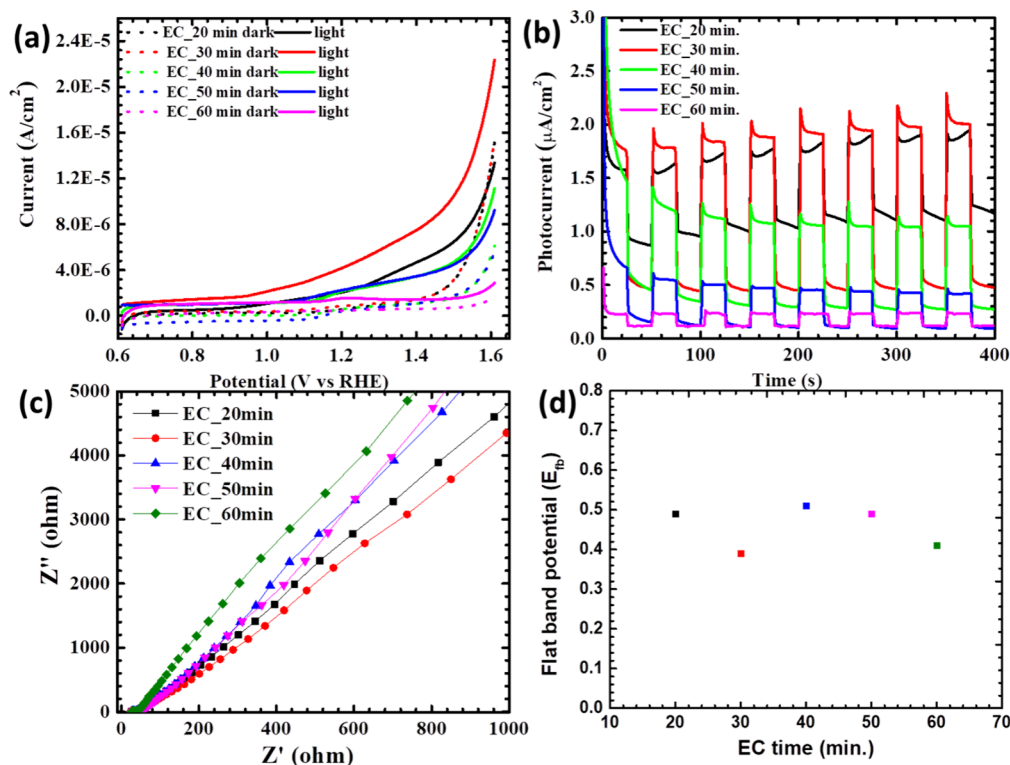 (a)
EC_20 min dark light
EC_30 min dark light
EC_40 min dark light
EC_50 min dark light
EC_60 min dark light
2.4E-5
2.0E-5
1.6E-5
1.2E-5
8.0E-6
4.0E-6
0.0
Current (A/cm²)
0.6 0.8 1.0 1.2 1.4 1.6
Potential (V vs RHE)
(b)
EC_20 min.
EC_30 min.
EC_40 min.
EC_50 min.
EC_60 min.
3.0
2.5
2.0
1.5
1.0
0.5
0.0
Photocurrent (μA/cm²)
0 100 200 300 400
Time (s)
(c)
EC_20min
EC_30min
EC_40min
EC_50min
EC_60min
5000
4000
3000
2000
1000
0
Z'' (ohm)
0 200 400 600 800 1000
Z' (ohm)
(d)
0.8
0.7
0.6
0.5
0.4
0.3
0.2
0.1
0.0
Flat band potential (E_fb)
10 20 30 40 50 60 70
EC time (min.)